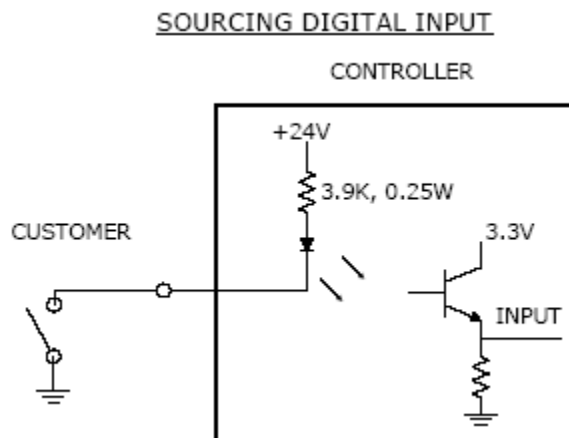 SOURCING DIGITAL INPUT
CONTROLLER
+24V
3.9K, 0.25W
CUSTOMER
3.3V
INPUT